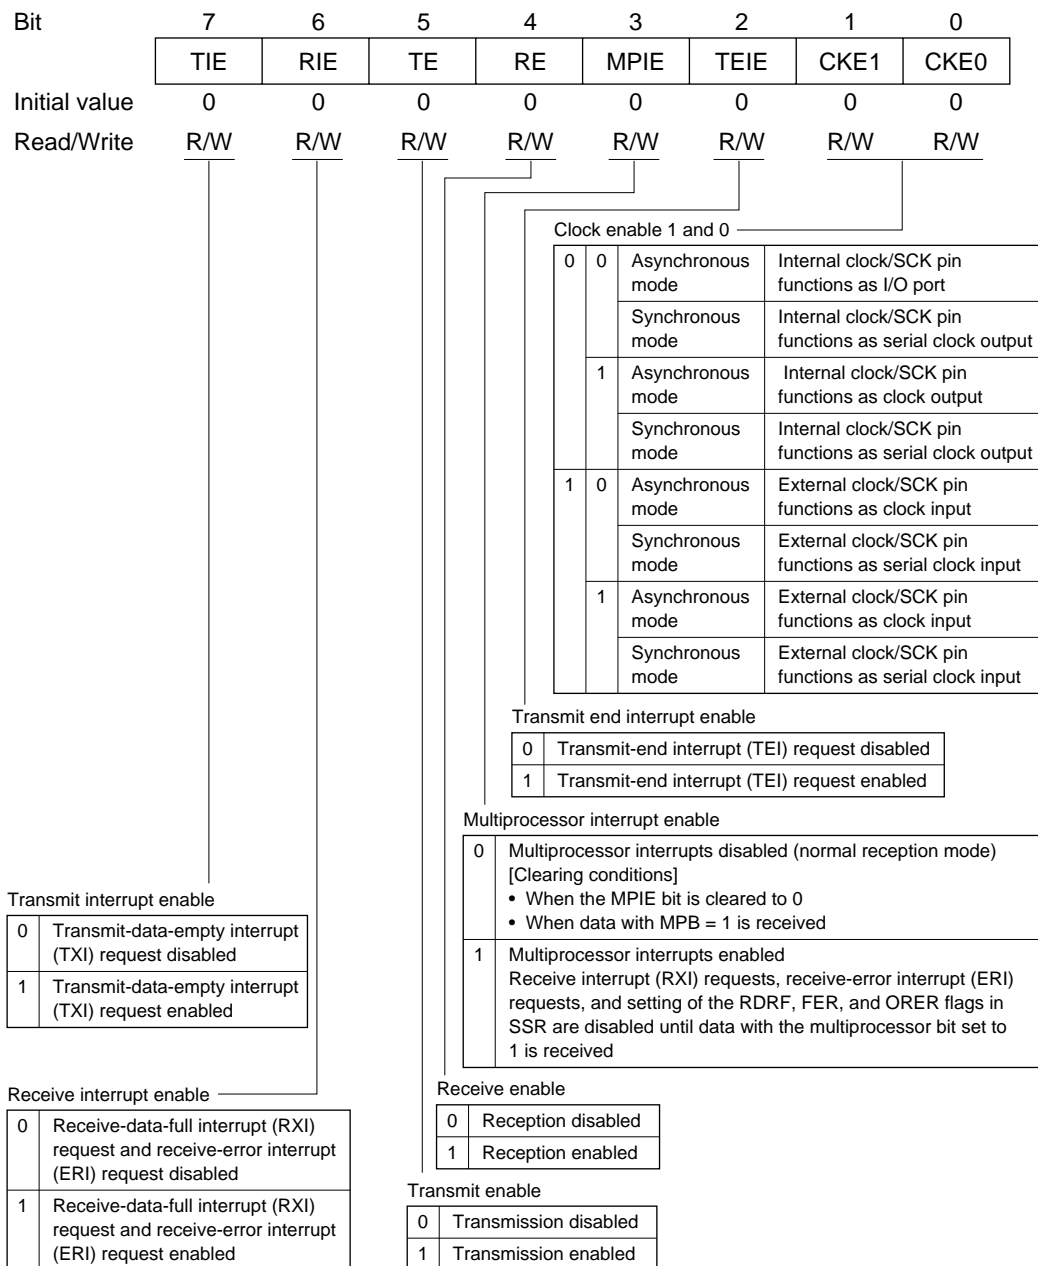 Bit 7 6 5 4 3 2 1 0
TIE RIE TE RE MPIE TEIE CKE1 CKE0
Initial value 0 0 0 0 0 0 0 0
Read/Write R/W R/W R/W R/W R/W R/W R/W R/W
Clock enable 1 and 0
0 0 Asynchronous mode Internal clock/SCK pin
functions as I/O port
Synchronous mode Internal clock/SCK pin
functions as serial clock output
1 Asynchronous mode Internal clock/SCK pin
functions as clock output
Synchronous mode Internal clock/SCK pin
functions as serial clock output
1 0 Asynchronous mode External clock/SCK pin
functions as clock input
Synchronous mode External clock/SCK pin
functions as serial clock input
1 Asynchronous mode External clock/SCK pin
functions as clock input
Synchronous mode External clock/SCK pin
functions as serial clock input
Transmit end interrupt enable
0 Transmit-end interrupt (TEI) request disabled
1 Transmit-end interrupt (TEI) request enabled
Multiprocessor interrupt enable
0 Multiprocessor interrupts disabled (normal reception mode)
[Clearing conditions]
• When the MPIE bit is cleared to 0
• When data with MPB = 1 is received
1 Multiprocessor interrupts enabled
Receive interrupt (RXI) requests, receive-error interrupt (ERI)
requests, and setting of the RDRF, FER, and ORER flags in
SSR are disabled until data with the multiprocessor bit set to
1 is received
Transmit interrupt enable
0 Transmit-data-empty interrupt
(TXI) request disabled
1 Transmit-data-empty interrupt
(TXI) request enabled
Receive interrupt enable
0 Receive-data-full interrupt (RXI)
request and receive-error interrupt
(ERI) request disabled
1 Receive-data-full interrupt (RXI)
request and receive-error interrupt
(ERI) request enabled
Receive enable
0 Reception disabled
1 Reception enabled
Transmit enable
0 Transmission disabled
1 Transmission enabled